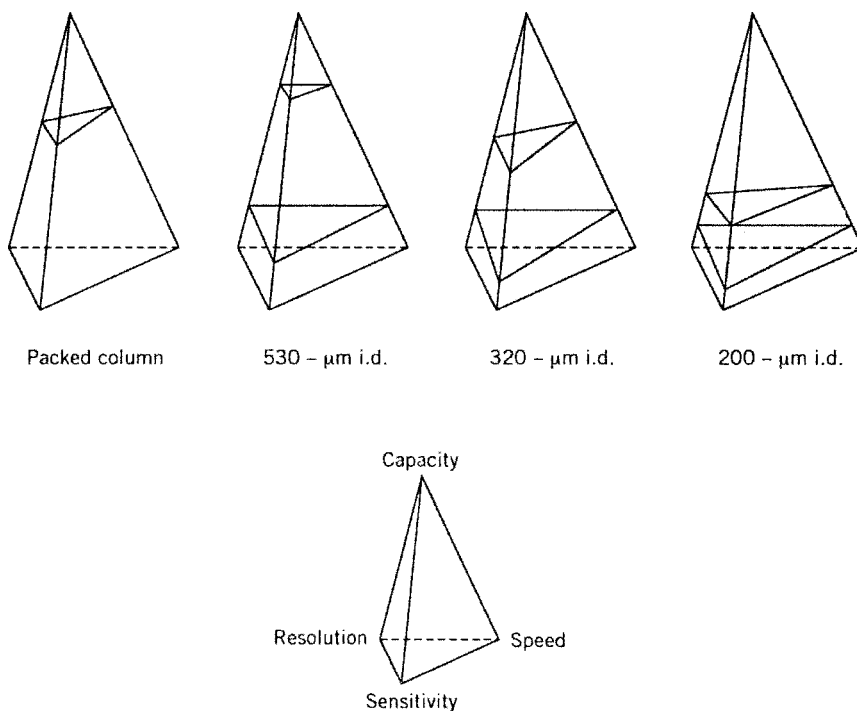 Packed column 530 – μm i.d. 320 – μm i.d. 200 – μm i.d.
Capacity
Resolution Speed
Sensitivity